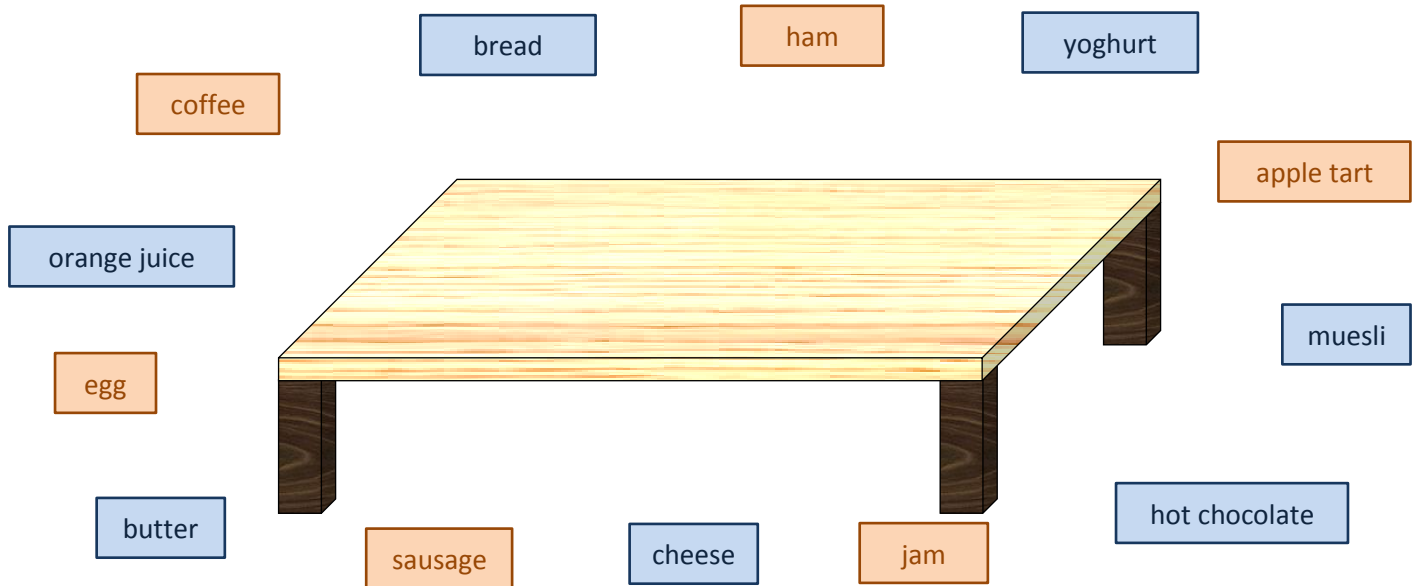 bread
ham
yoghurt
coffee
apple tart
orange juice
muesli
egg
butter
hot chocolate
sausage
cheese
jam